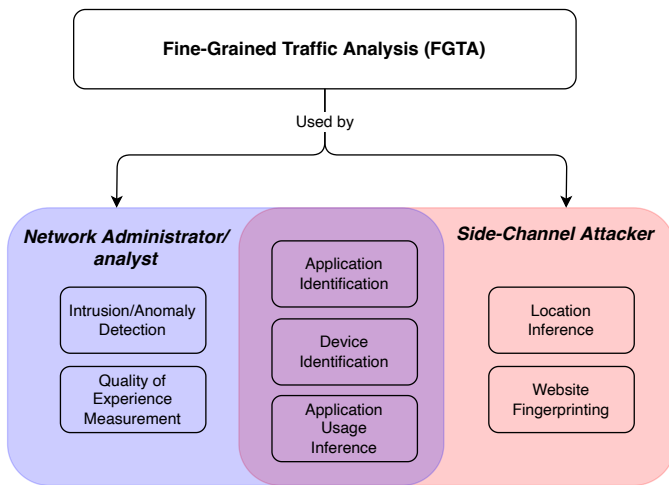 Fine-Grained Traffic Analysis (FGTA)
Used by
Network Administrator/
analyst
Intrusion/Anomaly
Detection
Quality of
Experience
Measurement
Application
Identification
Device
Identification
Application
Usage
Inference
Side-Channel Attacker
Location
Inference
Website
Fingerprinting